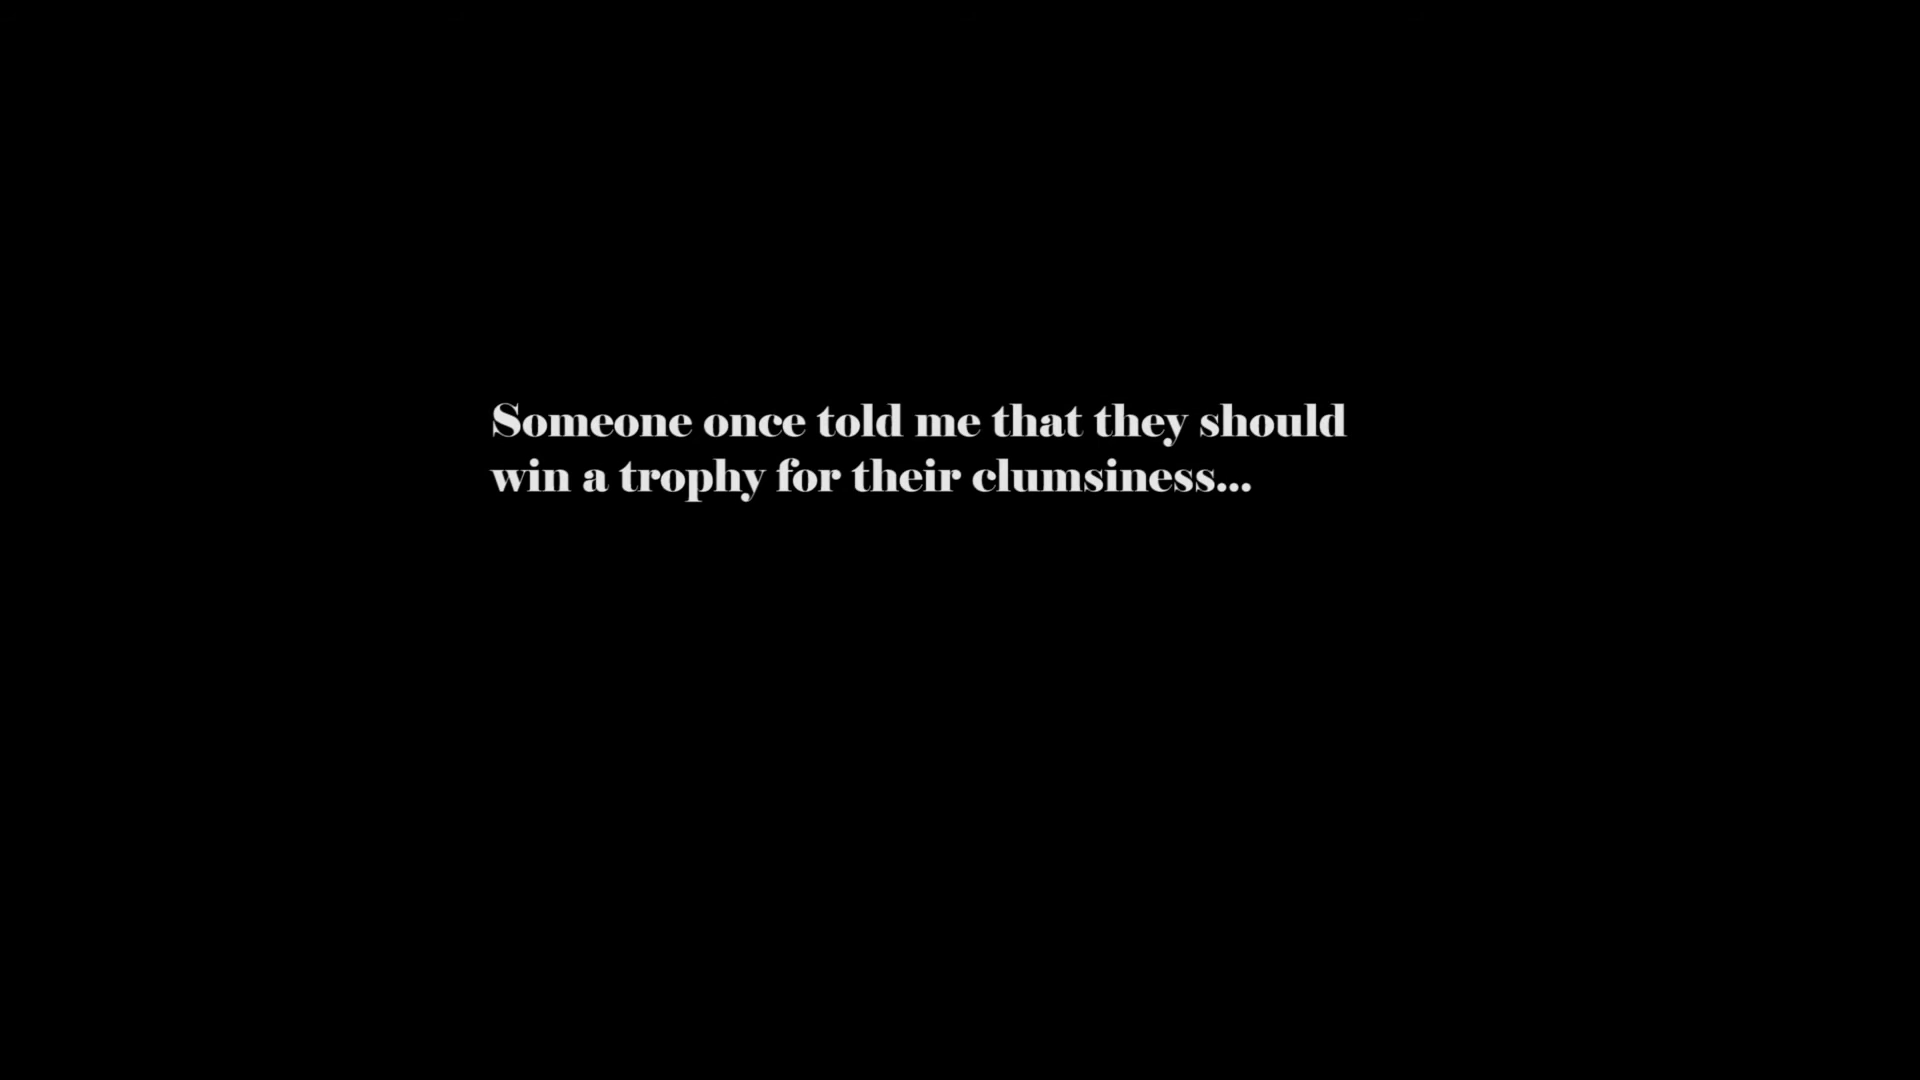 Someone once told me that they should
win a trophy for their clumsiness...